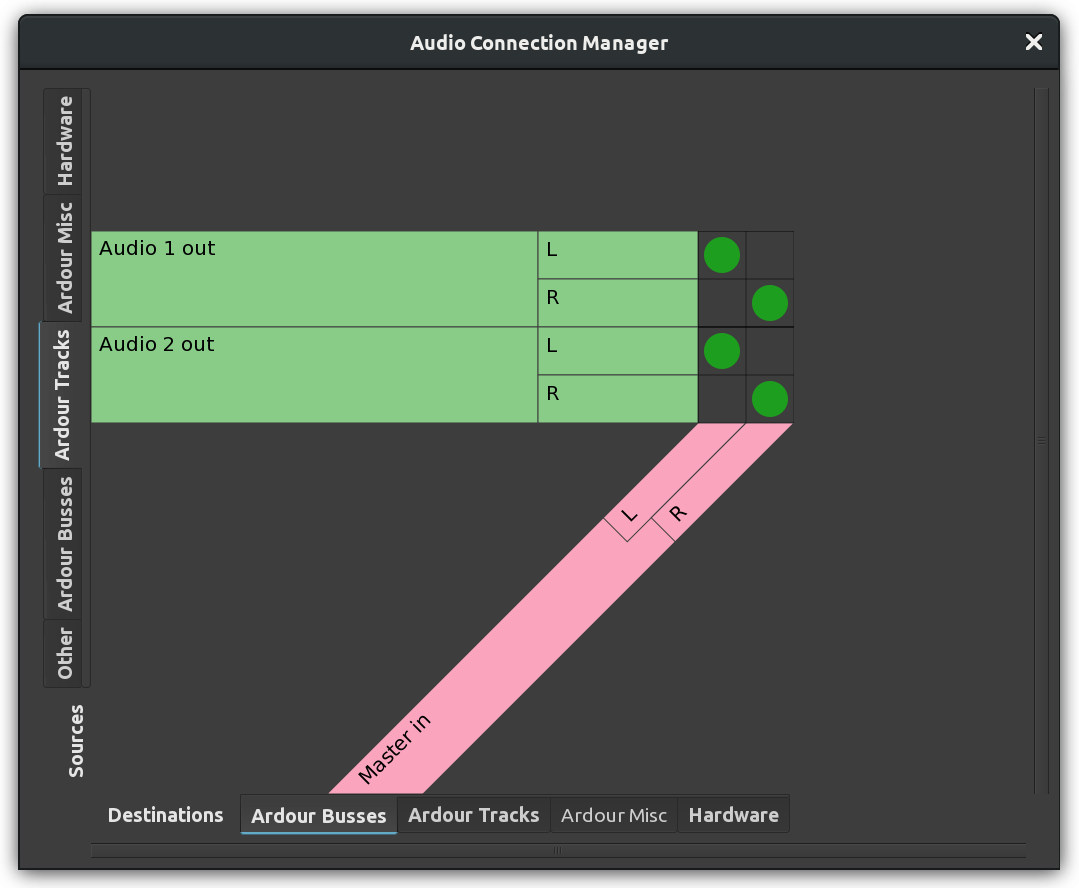 Audio Connection Manager
Hardware
Ardour Misc
Ardour Tracks
Ardour Busses
Other
Sources
Audio 1 out
L
R
Audio 2 out
L
R
L
R
Master in
Destinations
Ardour Busses
Ardour Tracks
Ardour Misc
Hardware